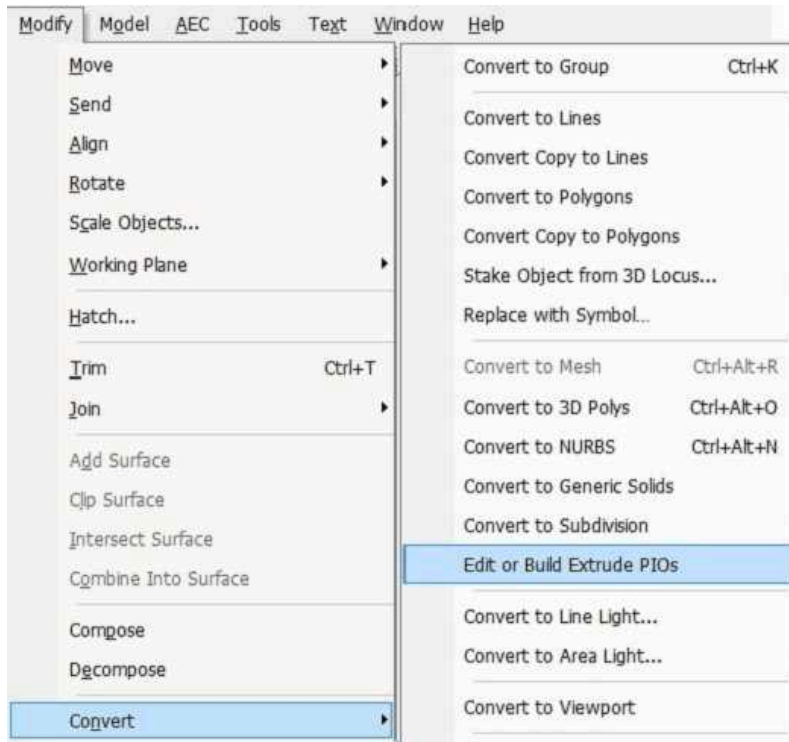 Modify Model AEC Tools Text Window Help
Move
Send
Align
Rotate
Scale Objects...
Working Plane
Hatch...
Trim Ctrl+T
Join
Add Surface
Clip Surface
Intersect Surface
Combine Into Surface
Compose
Decompose
Convert
Convert to Group Ctrl+K
Convert to Lines
Convert Copy to Lines
Convert to Polygons
Convert Copy to Polygons
Stake Object from 3D Locus...
Replace with Symbol...
Convert to Mesh Ctrl+Alt+R
Convert to 3D Polys Ctrl+Alt+O
Convert to NURBS Ctrl+Alt+N
Convert to Generic Solids
Convert to Subdivision
Edit or Build Extrude PIOs
Convert to Line Light...
Convert to Area Light...
Convert to Viewport